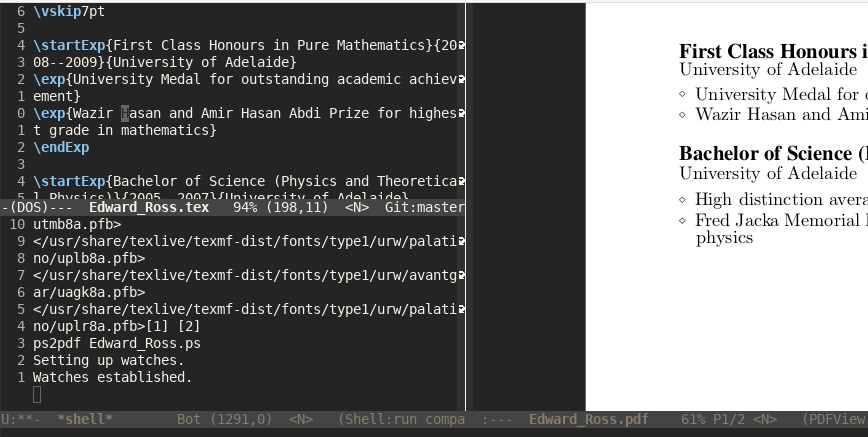 6 \vskip7pt
5
4 \startExp{First Class Honours in Pure Mathematics}{20
3 08--2009}{University of Adelaide}
2 \exp{University Medal for outstanding academic achiev
1 ement}
0 \exp{Wazir Hasan and Amir Hasan Abdi Prize for highes
1 t grade in mathematics}
2 \endExp
3
4 \startExp{Bachelor of Science (Physics and Theoretica
5 l Physics)}{2005--2007}{University of Adelaide}
-(DOS)--- Edward_Ross.tex 94% (198,11) <N> Git:master
10 utmb8a.pfb>
9 </usr/share/texlive/texmf-dist/fonts/type1/urw/palati
8 no/uplb8a.pfb>
7 </usr/share/texlive/texmf-dist/fonts/type1/urw/avantg
6 ar/uagk8a.pfb>
5 </usr/share/texlive/texmf-dist/fonts/type1/urw/palati
4 no/uplr8a.pfb>[1] [2]
3 ps2pdf Edward_Ross.ps
2 Setting up watches.
1 Watches established.
U:**- *shell* Bot (1291,0) <N> (Shell:run compa
First Class Honours i
University of Adelaide
⋄ University Medal for o
⋄ Wazir Hasan and Ami
Bachelor of Science (
University of Adelaide
⋄ High distinction avera
⋄ Fred Jacka Memorial
physics
:--- Edward_Ross.pdf 61% P1/2 <N> (PDFView